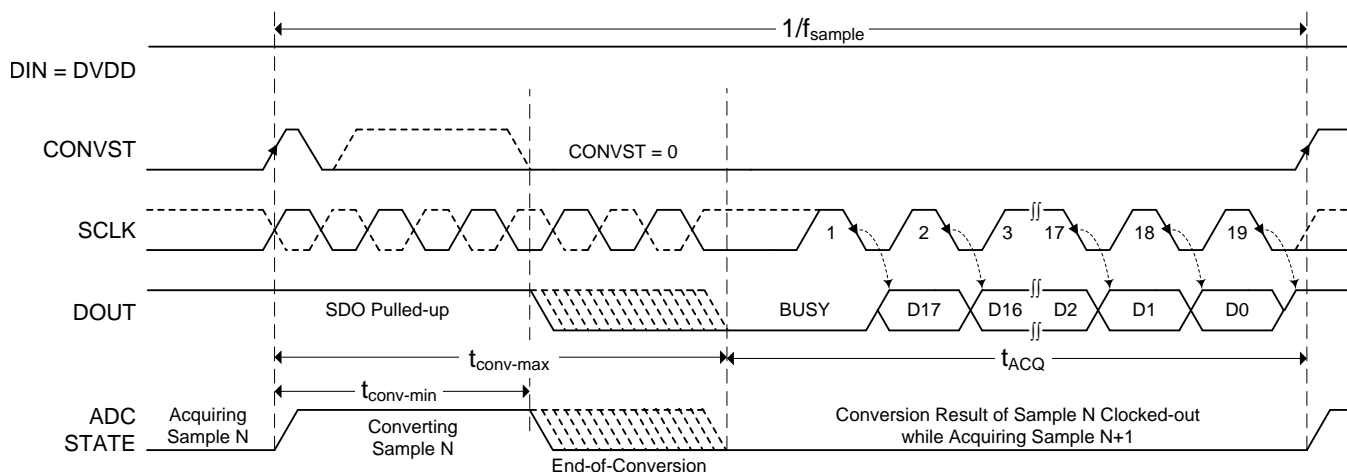 1/fsample
DIN = DVDD
CONVST
CONVST = 0
SCLK
1 2 3 17 18 19
DOUT
SDO Pulled-up
BUSY D17 D16 D2 D1 D0
tconv-max
tACQ
tconv-min
ADC
STATE
Acquiring
Sample N
Converting
Sample N
End-of-Conversion
Conversion Result of Sample N Clocked-out
while Acquiring Sample N+1